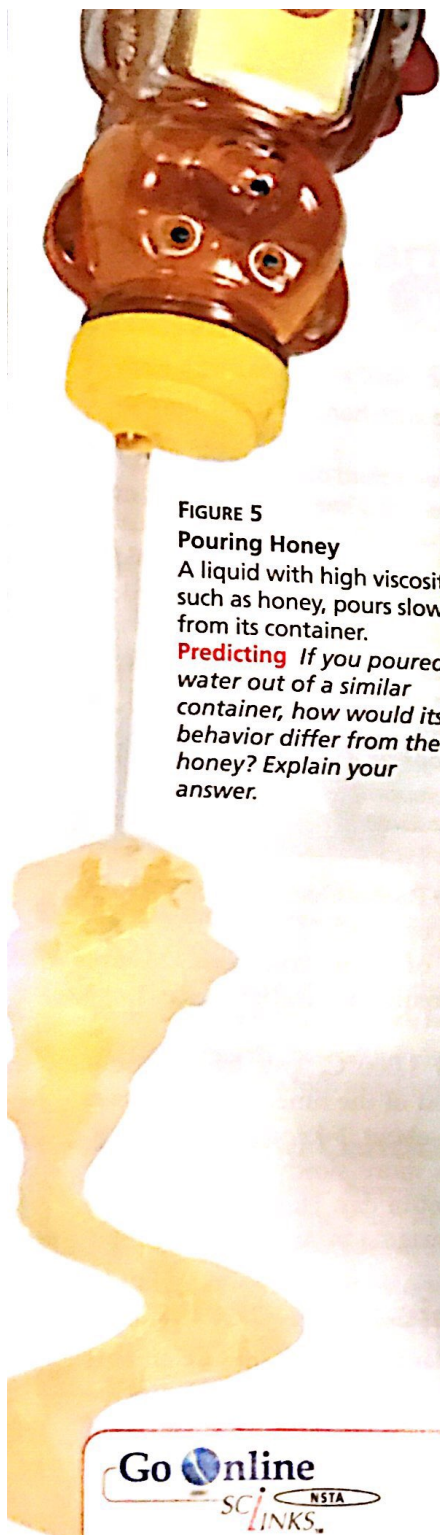 FIGURE 5
Pouring Honey
A liquid with high viscosit
such as honey, pours slow
from its container.
Predicting If you poured
water out of a similar
container, how would its
behavior differ from the
honey? Explain your
answer.
Go Online
SCLINKS™
NSTA